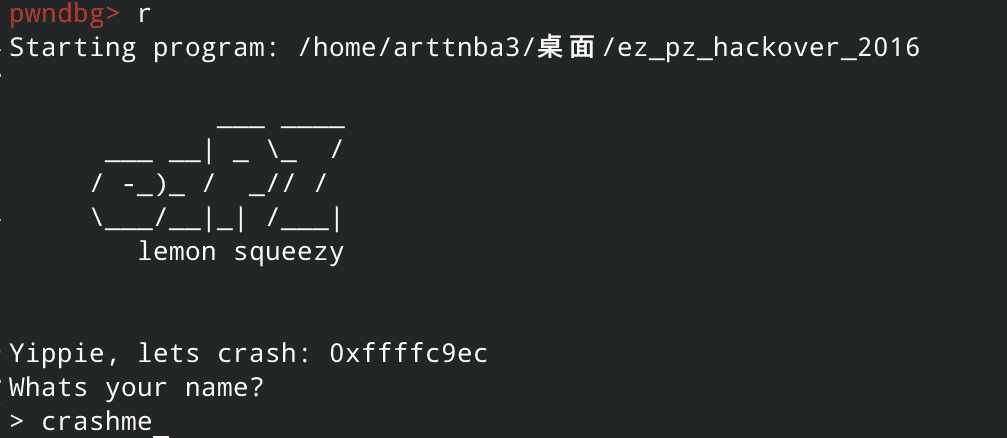 pwndbg> r
Starting program: /home/arttnba3/桌面/ez_pz_hackover_2016
         ___ ____
  ___ __| _ \_  /
 / -_)_ /  _// /
 \___/__|_| /___|
    lemon squeezy
Yippie, lets crash: 0xffffc9ec
Whats your name?
> crashme